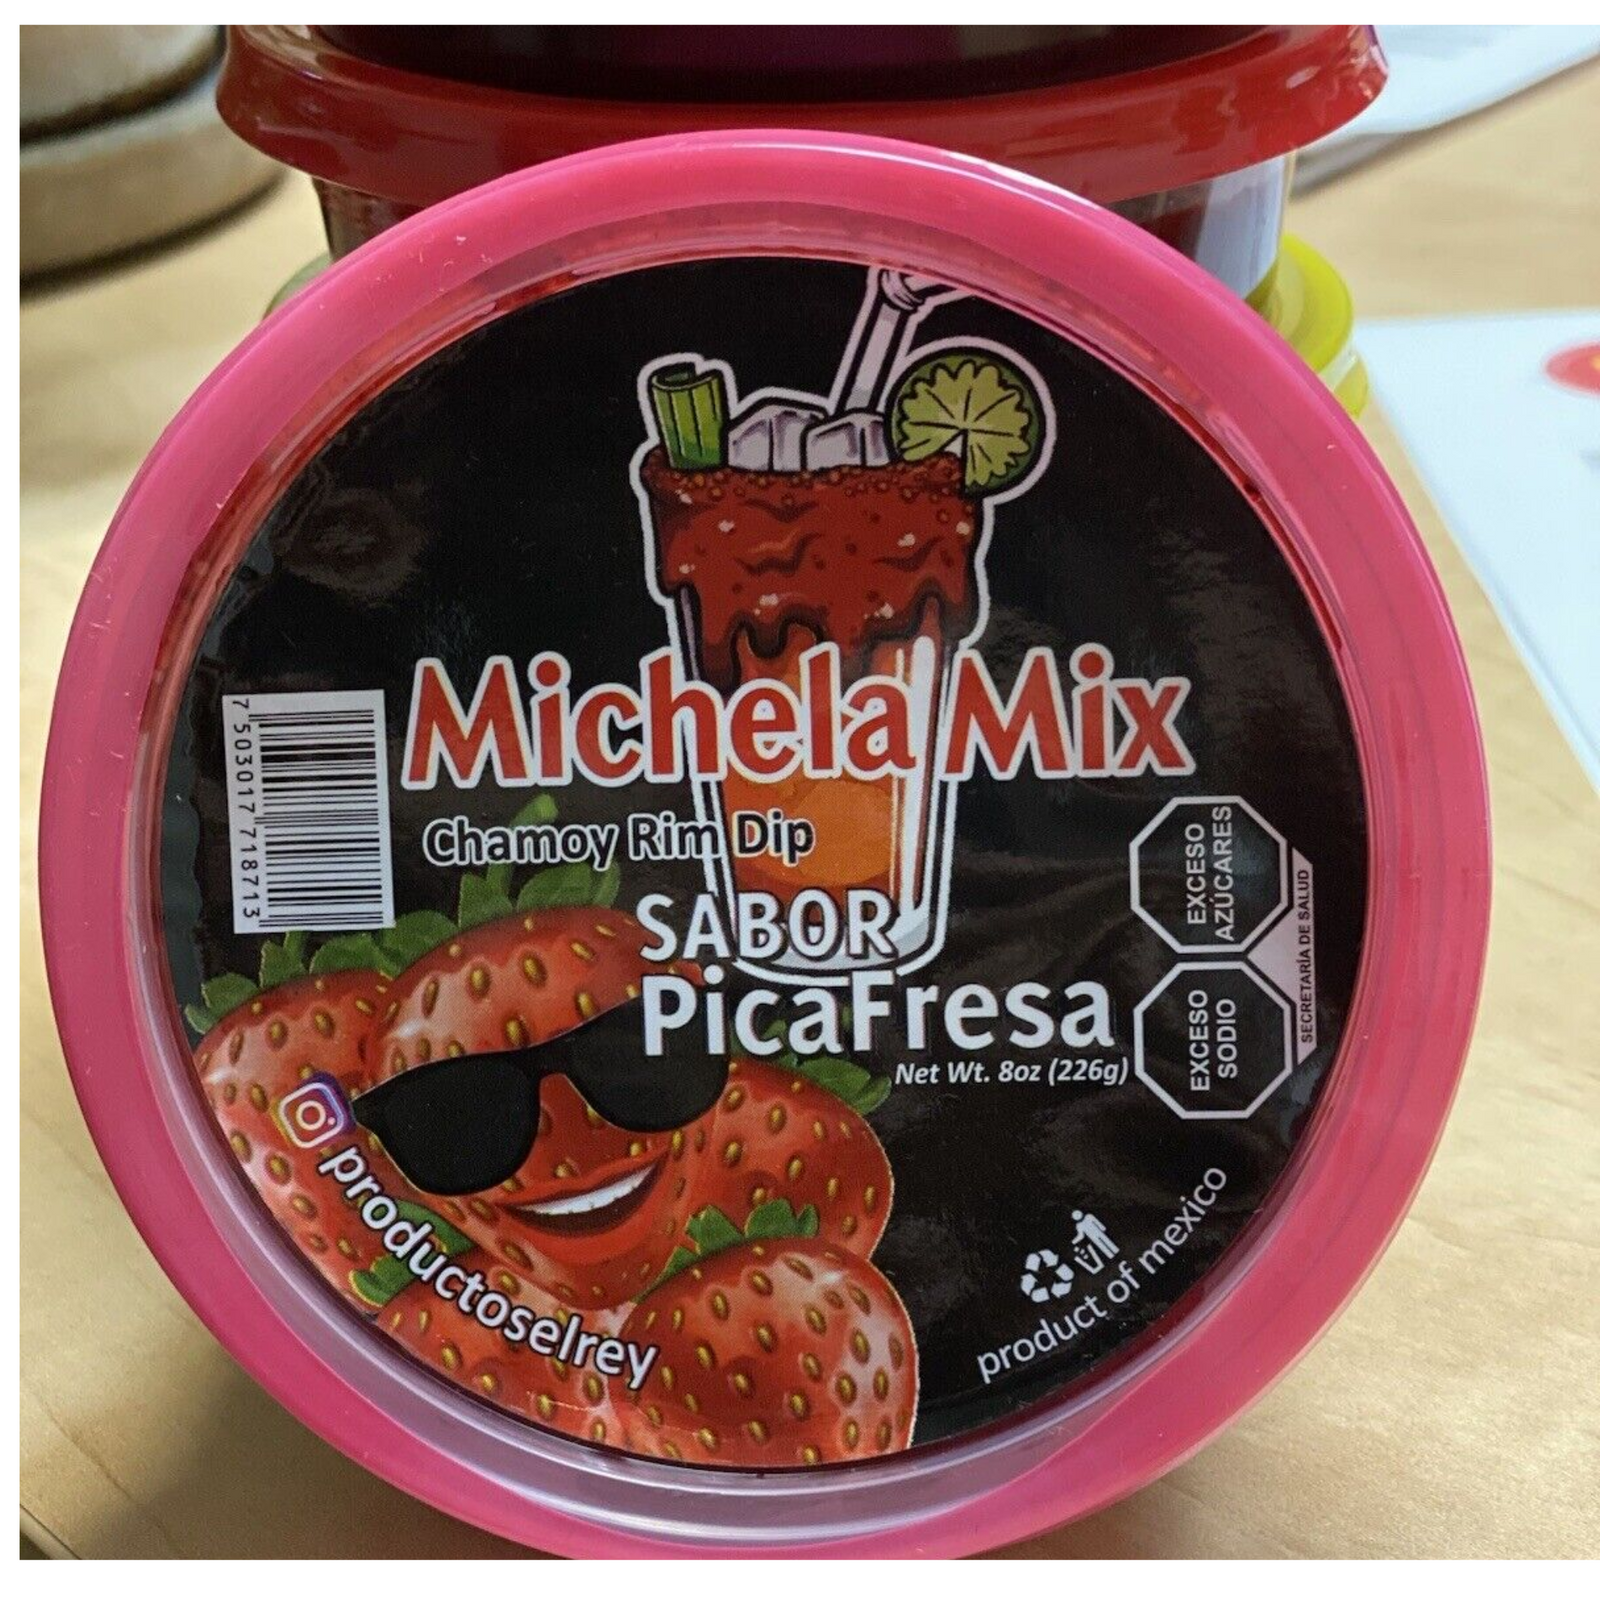 Michela Mix
Chamoy Rim Dip
SABOR
PicaFresa
Net Wt. 8oz (226g)
7 503017 718713
EXCESO
AZÚCARES
EXCESO
SODIO
SECRETARÍA DE SALUD
productoselrey
product of mexico